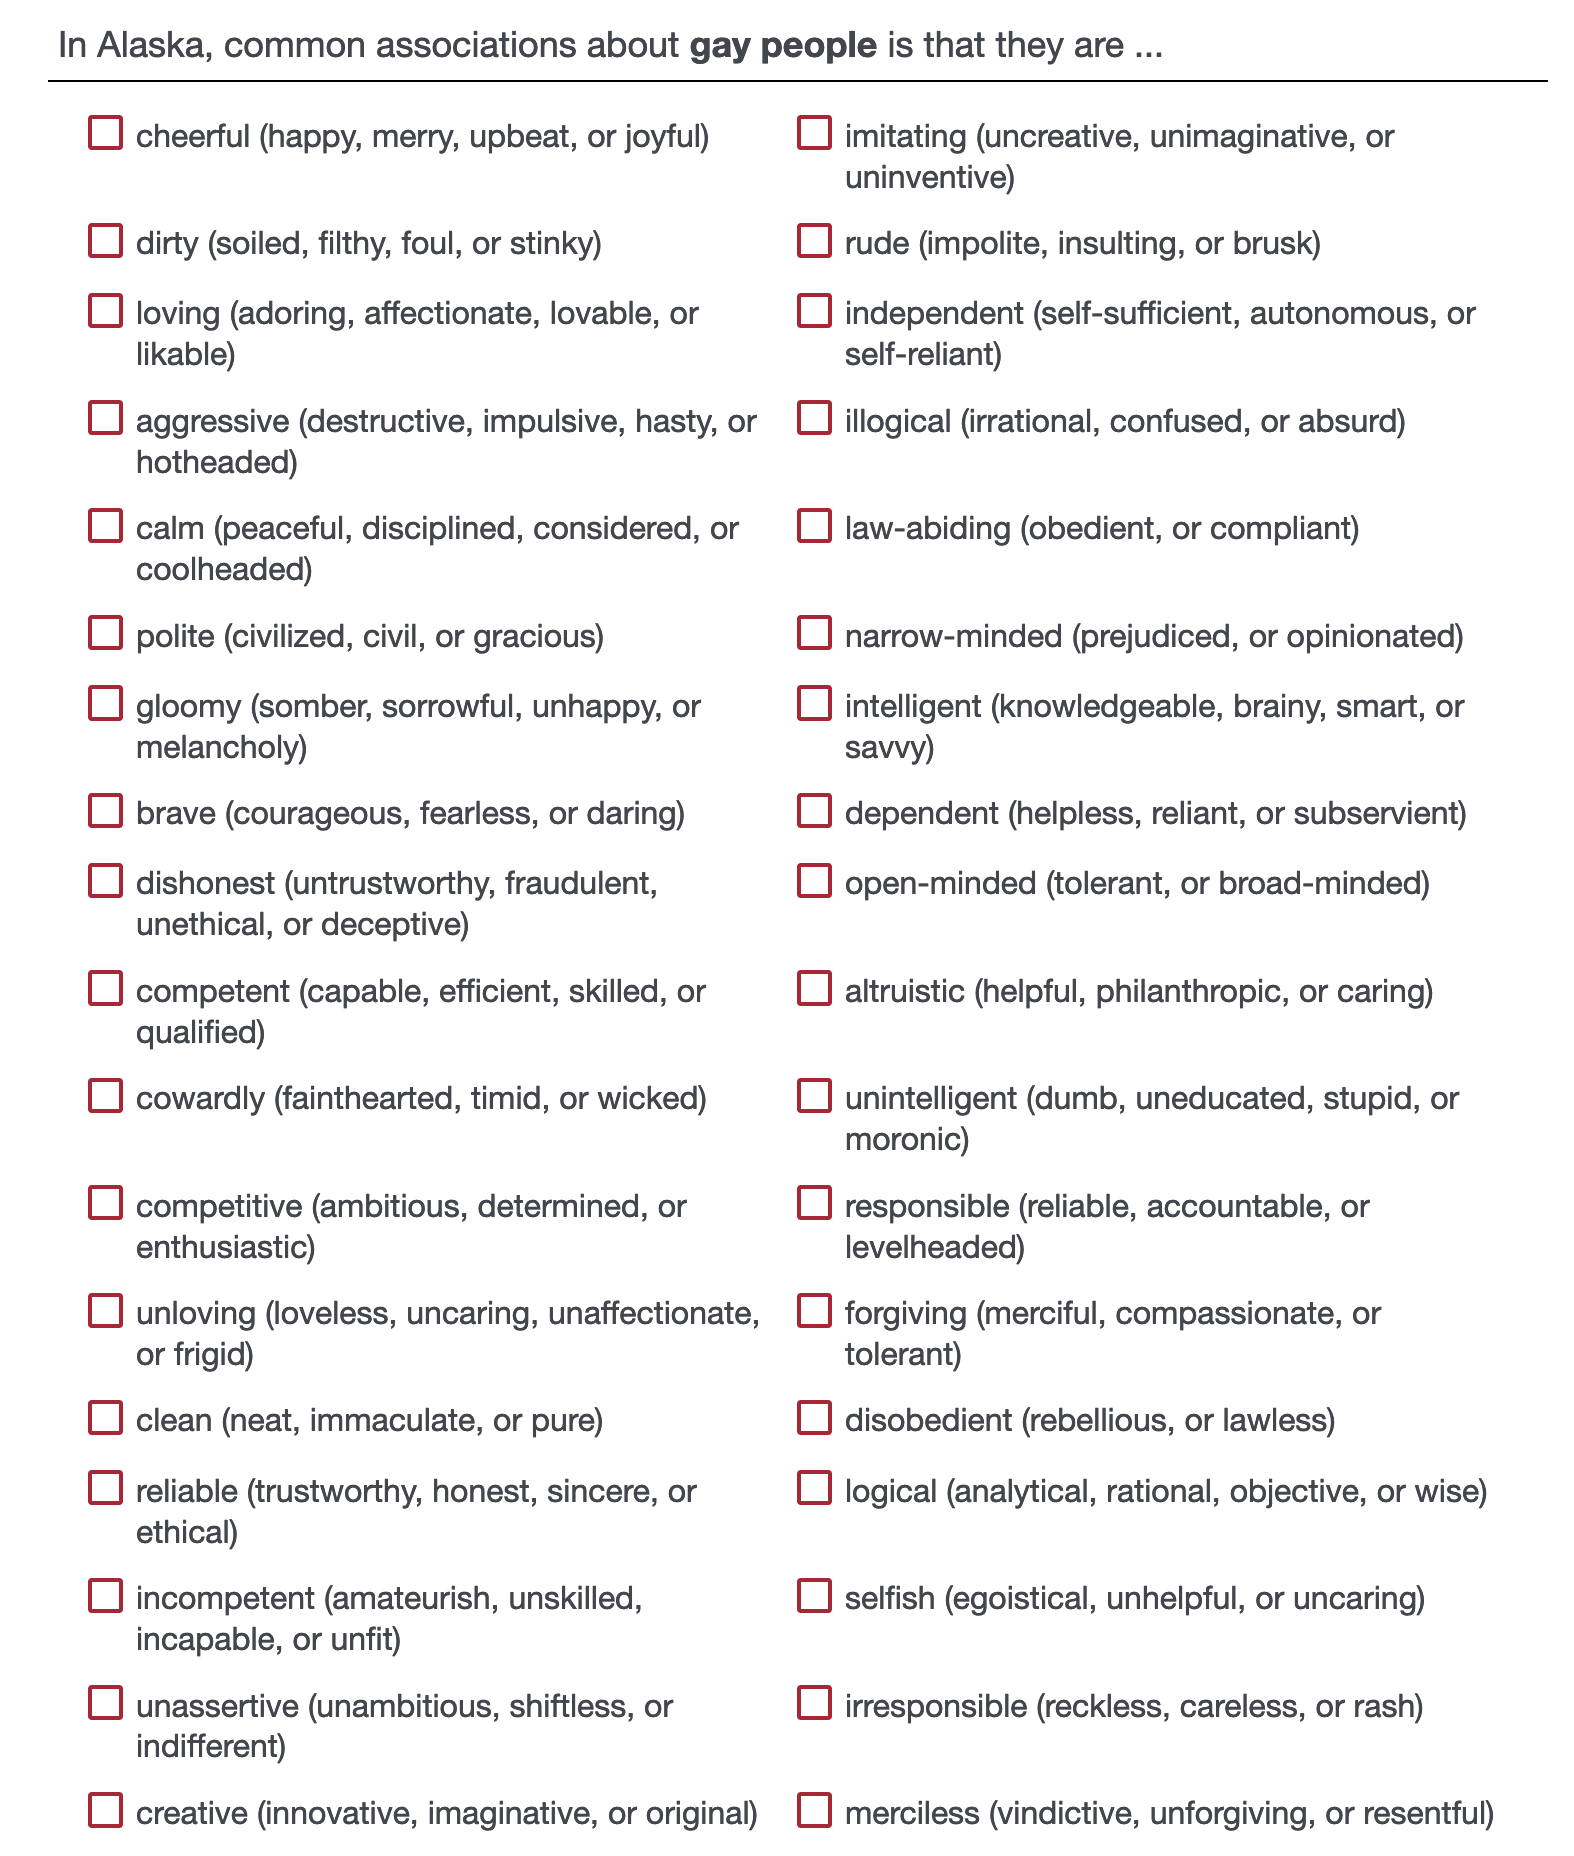 In Alaska, common associations about gay people is that they are ...
cheerful (happy, merry, upbeat, or joyful)
imitating (uncreative, unimaginative, or
uninventive)
dirty (soiled, filthy, foul, or stinky)
rude (impolite, insulting, or brusk)
loving (adoring, affectionate, lovable, or
likable)
independent (self-sufficient, autonomous, or
self-reliant)
aggressive (destructive, impulsive, hasty, or
hotheaded)
illogical (irrational, confused, or absurd)
calm (peaceful, disciplined, considered, or
coolheaded)
law-abiding (obedient, or compliant)
polite (civilized, civil, or gracious)
narrow-minded (prejudiced, or opinionated)
gloomy (somber, sorrowful, unhappy, or
melancholy)
intelligent (knowledgeable, brainy, smart, or
savvy)
brave (courageous, fearless, or daring)
dependent (helpless, reliant, or subservient)
dishonest (untrustworthy, fraudulent,
unethical, or deceptive)
open-minded (tolerant, or broad-minded)
competent (capable, efficient, skilled, or
qualified)
altruistic (helpful, philanthropic, or caring)
cowardly (fainthearted, timid, or wicked)
unintelligent (dumb, uneducated, stupid, or
moronic)
competitive (ambitious, determined, or
enthusiastic)
responsible (reliable, accountable, or
levelheaded)
unloving (loveless, uncaring, unaffectionate,
or frigid)
forgiving (merciful, compassionate, or
tolerant)
clean (neat, immaculate, or pure)
disobedient (rebellious, or lawless)
reliable (trustworthy, honest, sincere, or
ethical)
logical (analytical, rational, objective, or wise)
incompetent (amateurish, unskilled,
incapable, or unfit)
selfish (egoistical, unhelpful, or uncaring)
unassertive (unambitious, shiftless, or
indifferent)
irresponsible (reckless, careless, or rash)
creative (innovative, imaginative, or original)
merciless (vindictive, unforgiving, or resentful)